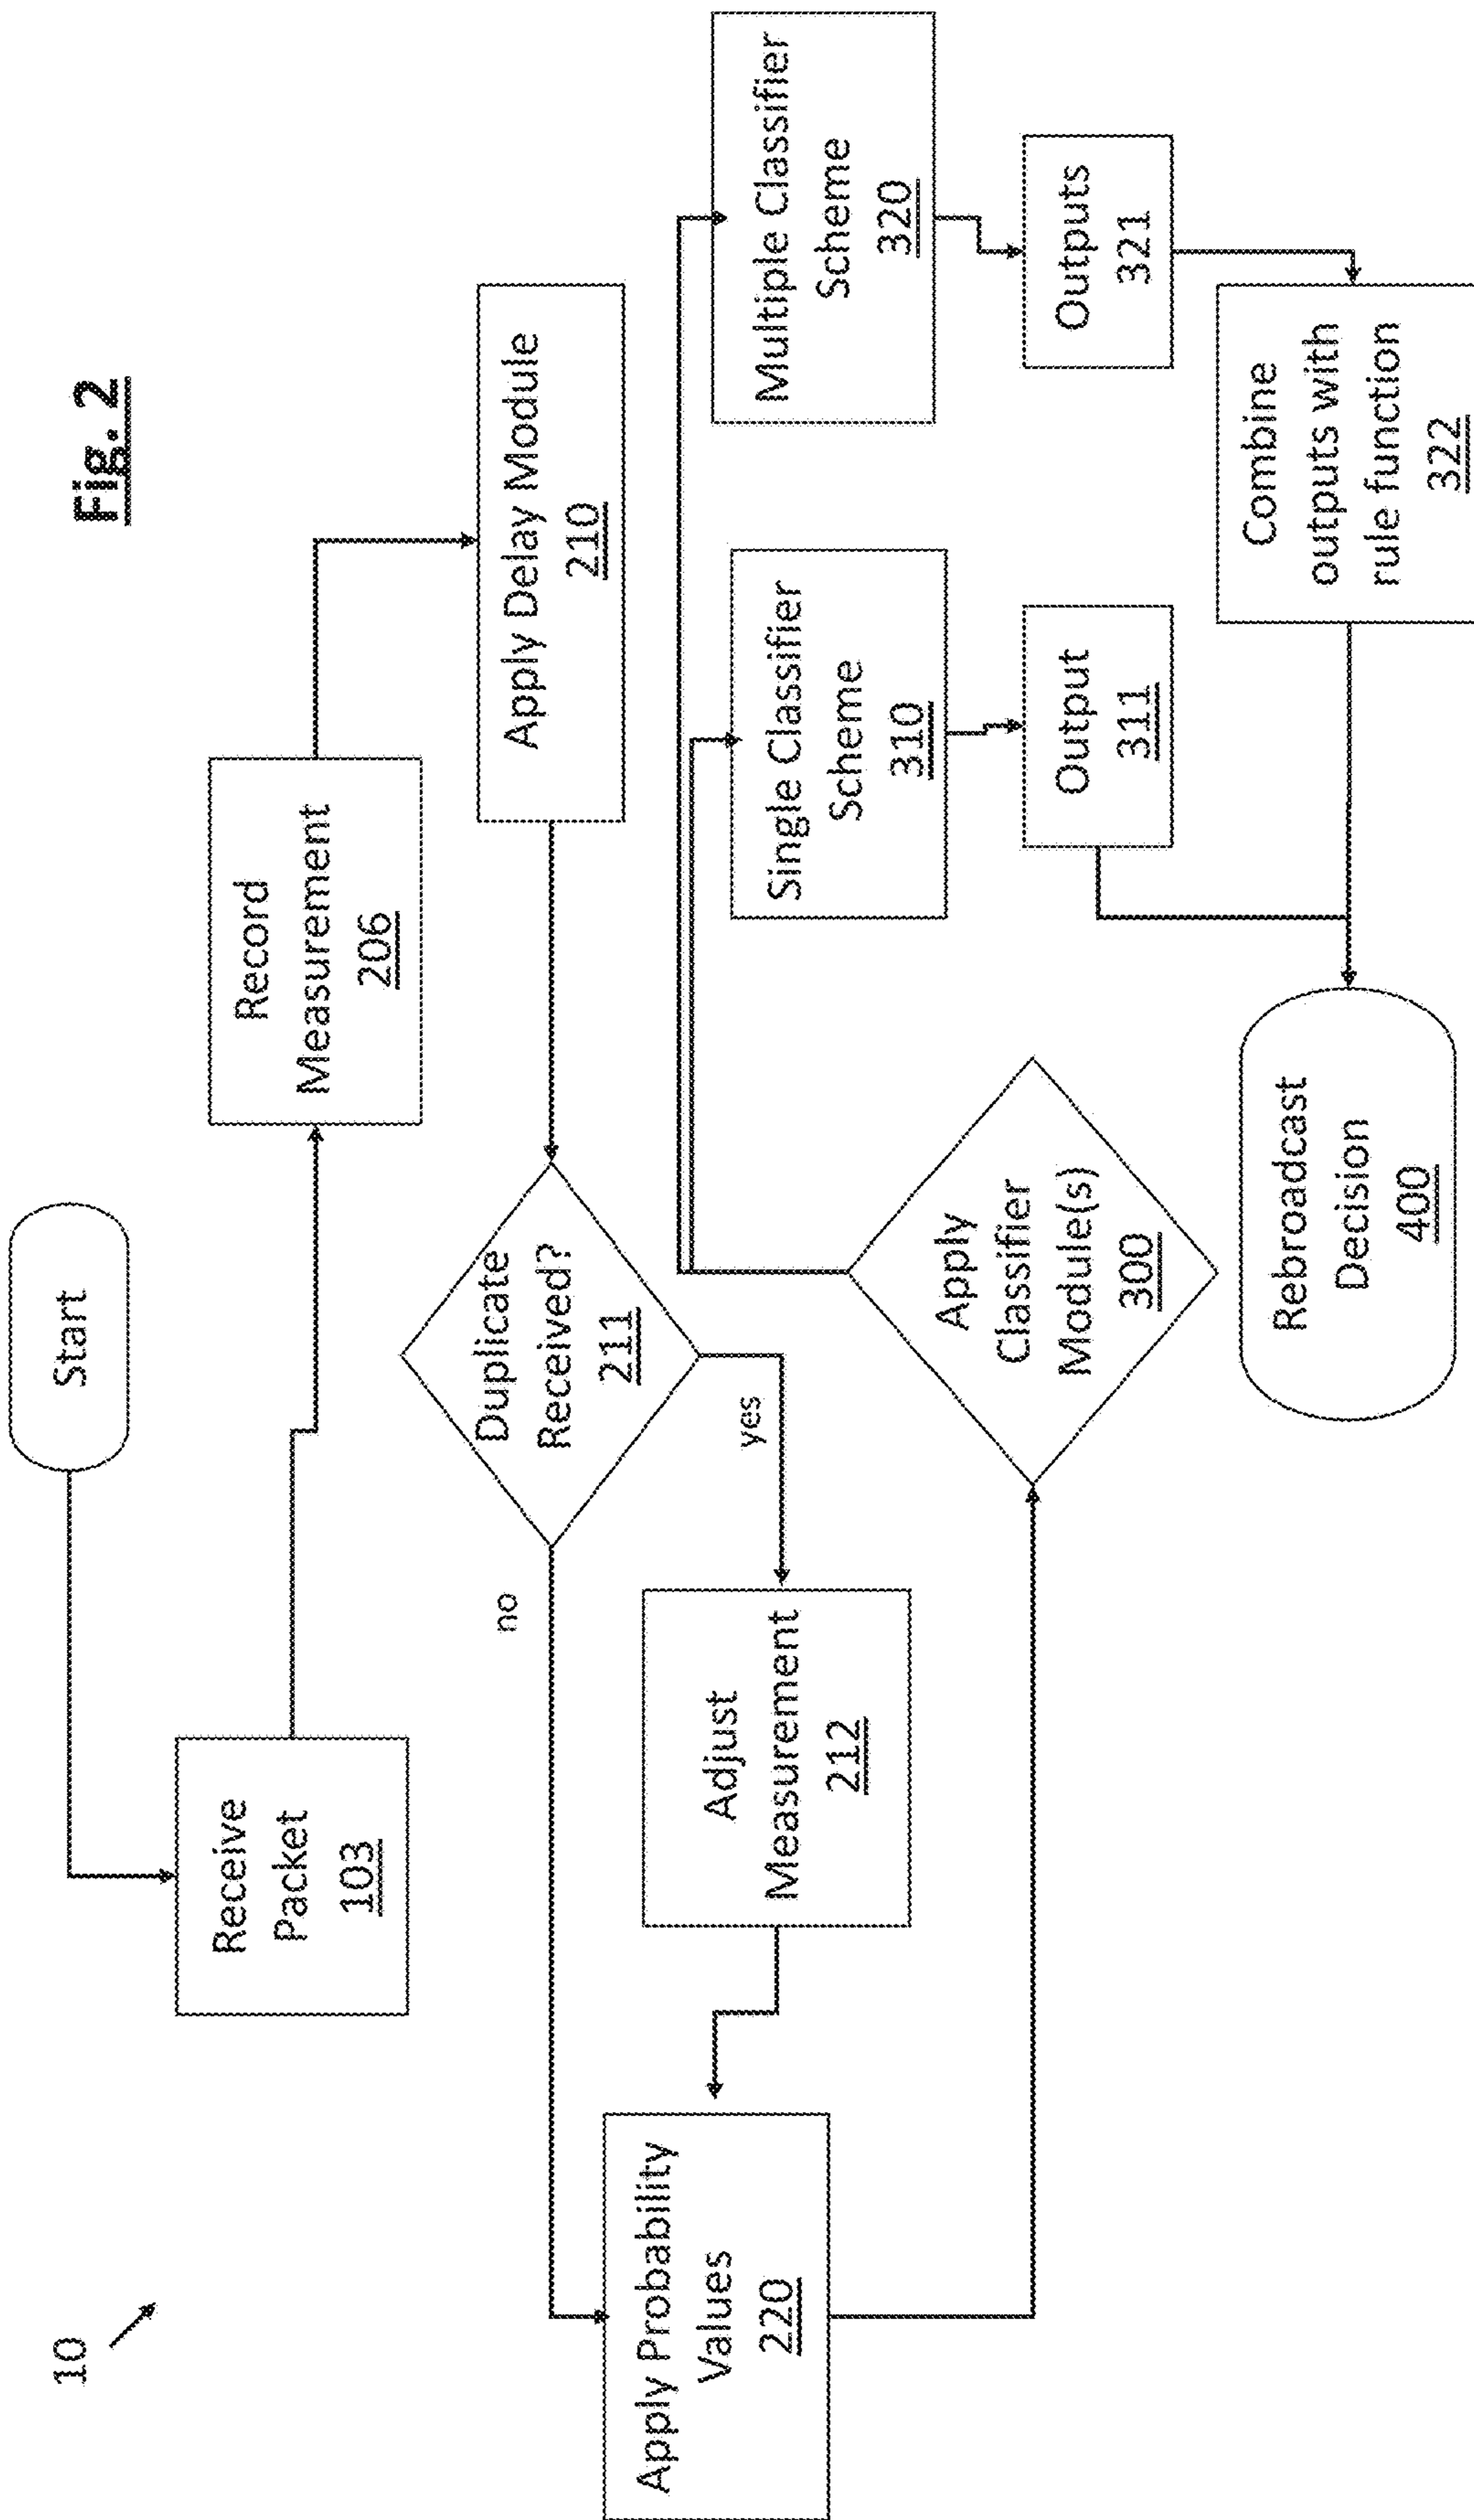 Fig. 2
10
Start
Receive
Packet
103
Record
Measurement
206
Apply Delay Module
210
Duplicate
Received?
211
no
yes
Adjust
Measurement
212
Apply Probability
Values
220
Apply
Classifier
Module(s)
300
Single Classifier
Scheme
310
Output
311
Multiple Classifier
Scheme
320
Outputs
321
Combine
outputs with
rule function
322
Rebroadcast
Decision
400